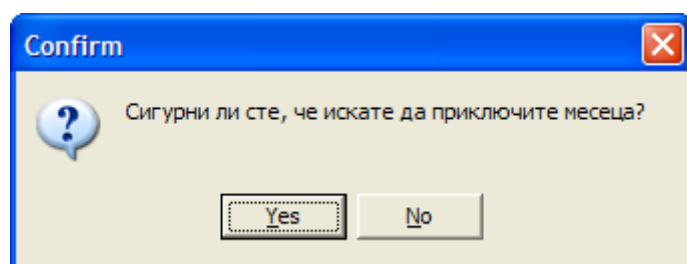 Confirm
Сигурни ли сте, че искате да приключите месеца?
Yes No